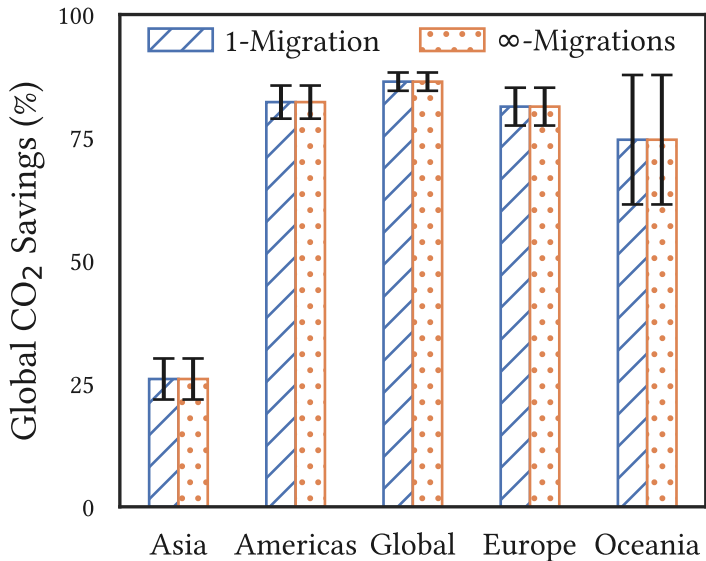 Global CO₂ Savings (%)
100
75
50
25
0
1-Migration
∞-Migrations
Asia Americas Global Europe Oceania